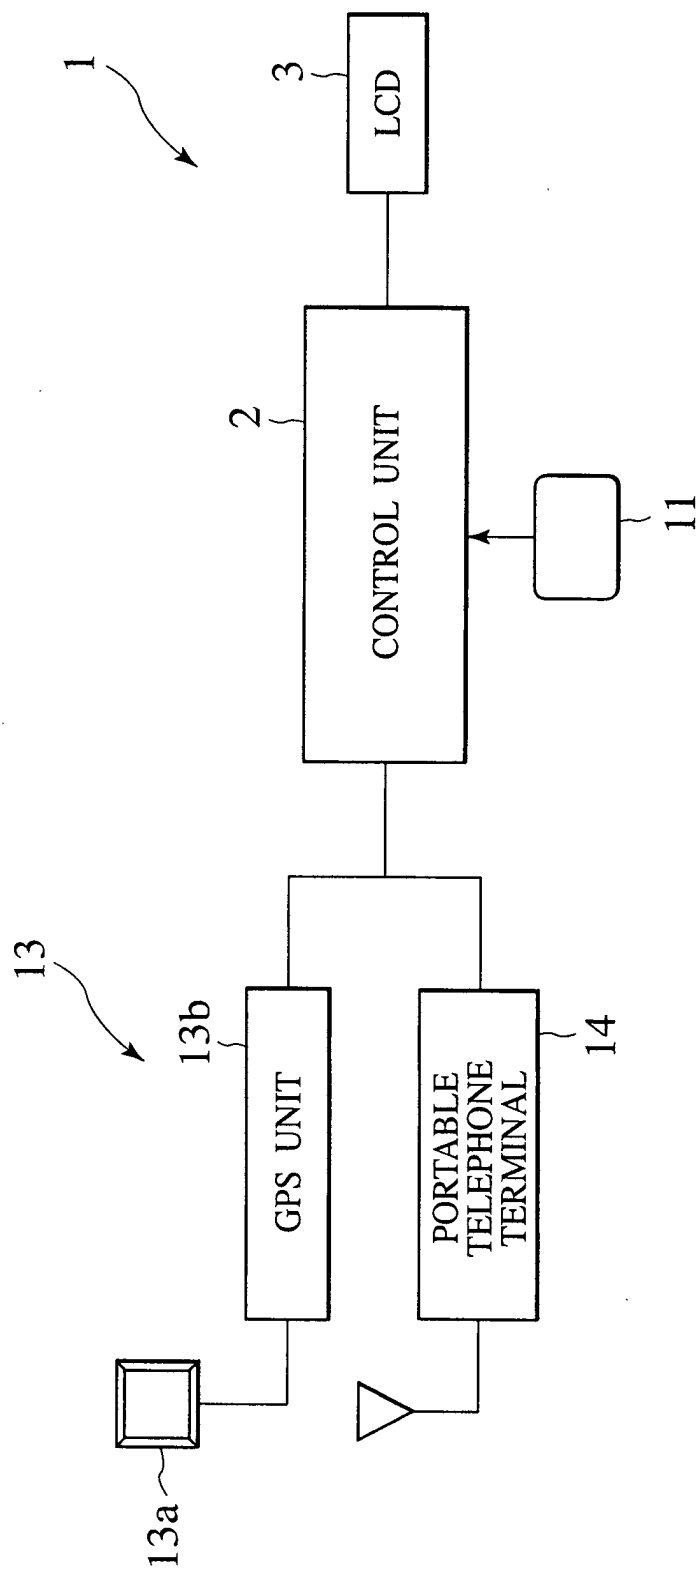 1
3
LCD
2
CONTROL UNIT
11
13
13b
GPS UNIT
14
PORTABLE
TELEPHONE
TERMINAL
13a